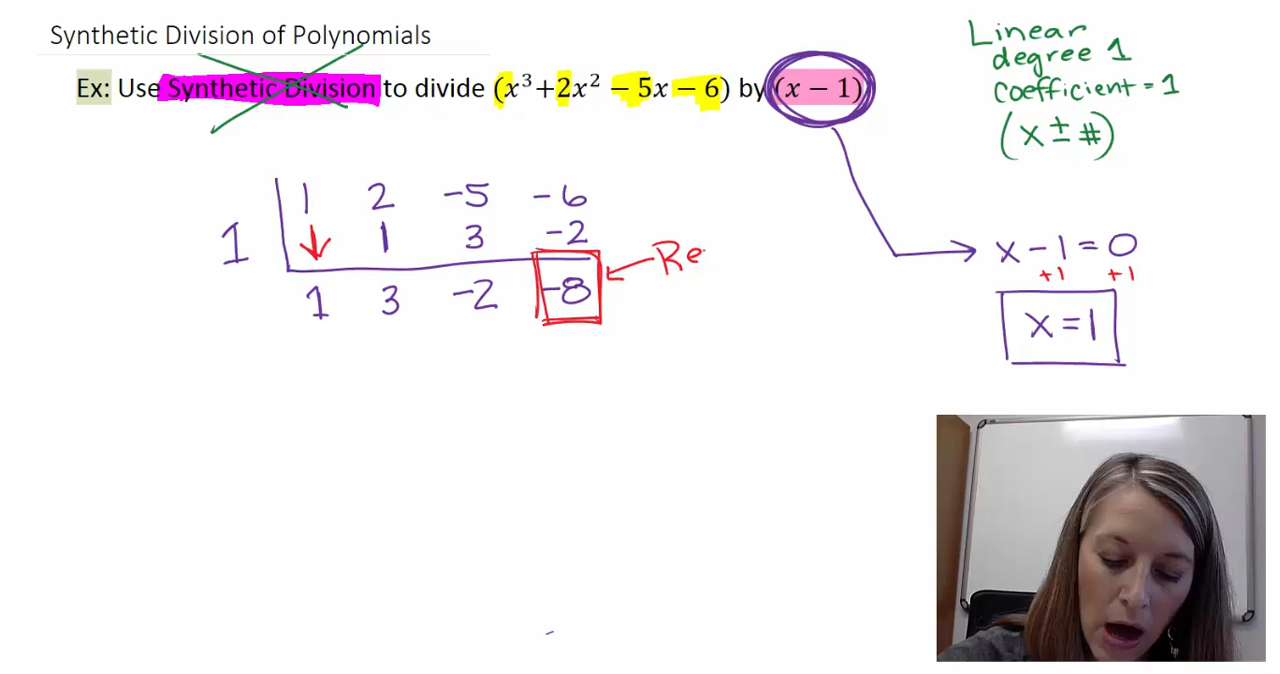 Synthetic Division of Polynomials
Ex: Use Synthetic Division to divide (x³+2x² − 5x − 6) by (x − 1)
Linear
degree 1
coefficient = 1
(x ± #)
1 2 -5 -6
1 1 3 -2
1 3 -2 -8
Re
x - 1 = 0
+1 +1
x = 1